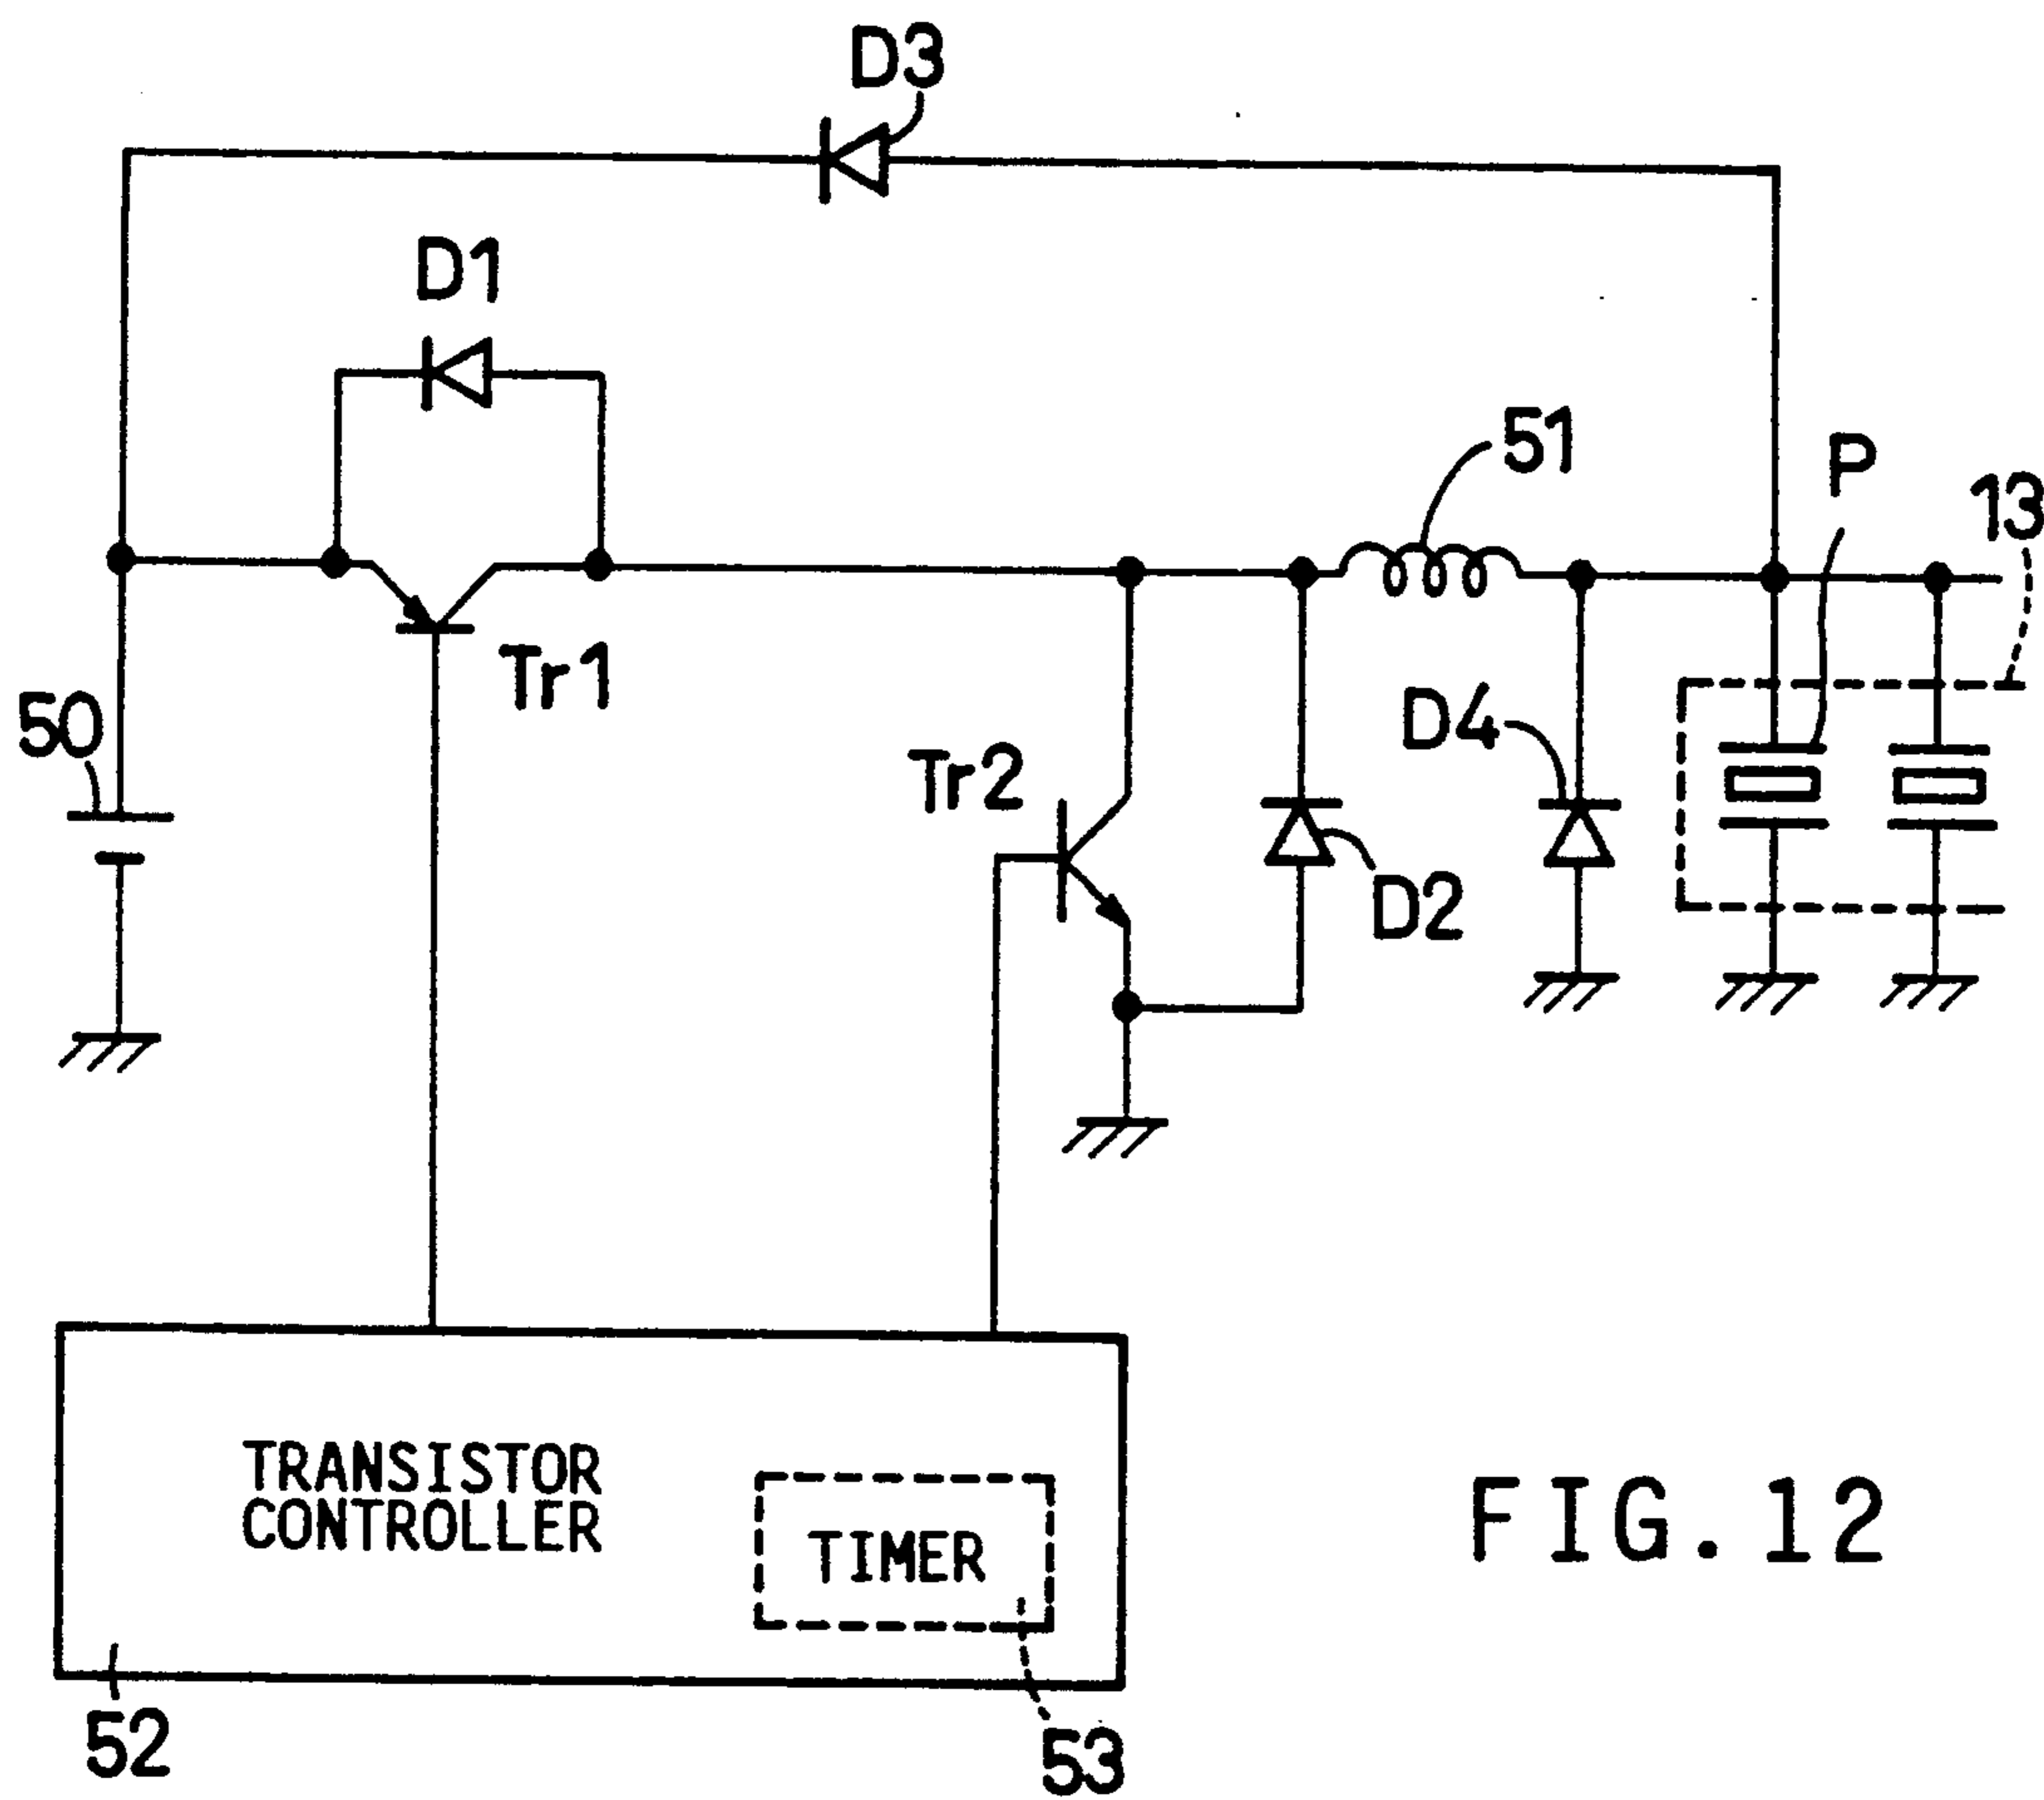 D3
D1
51
P
13
Tr1
50
D4
Tr2
D2
TRANSISTOR
CONTROLLER
TIMER
FIG.12
52
53